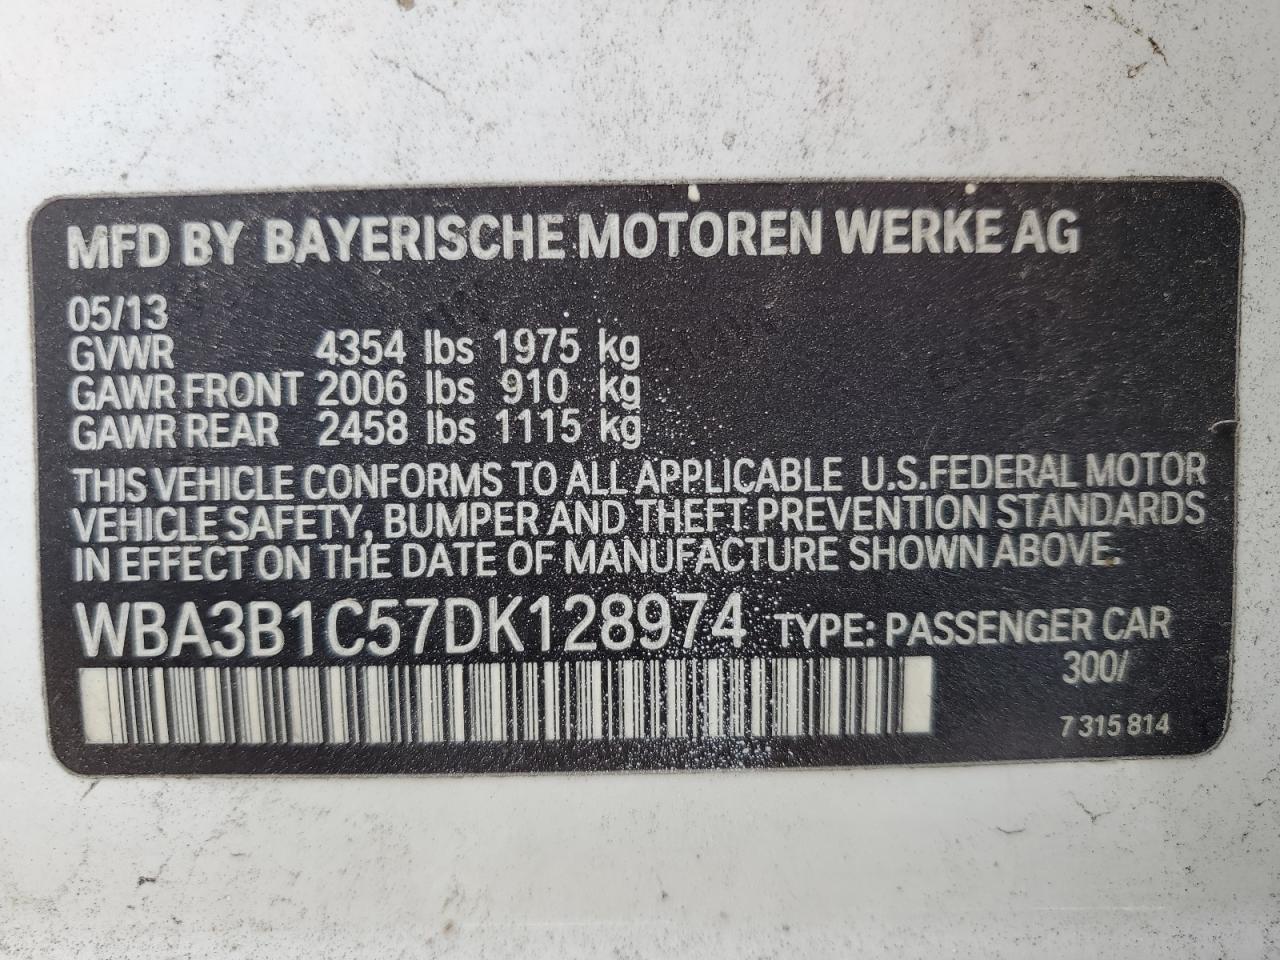 MFD BY BAYERISCHE MOTOREN WERKE AG
05/13
GVWR 4354 lbs 1975 kg
GAWR FRONT 2006 lbs 910 kg
GAWR REAR 2458 lbs 1115 kg
THIS VEHICLE CONFORMS TO ALL APPLICABLE U.S.FEDERAL MOTOR
VEHICLE SAFETY, BUMPER AND THEFT PREVENTION STANDARDS
IN EFFECT ON THE DATE OF MANUFACTURE SHOWN ABOVE.
WBA3B1C57DK128974 TYPE: PASSENGER CAR
300/
7 315 814